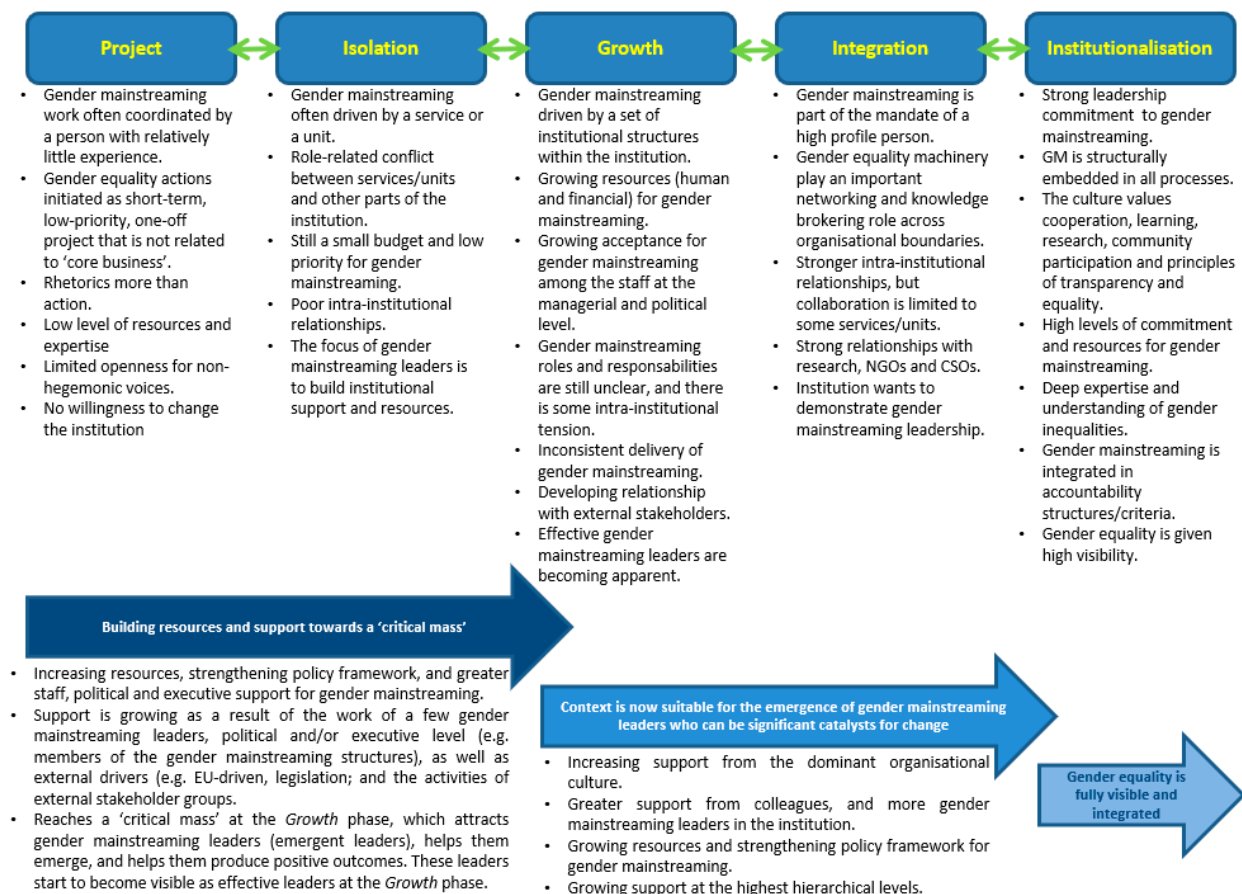 Project
Isolation
Growth
Integration
Institutionalisation
• Gender mainstreaming
work often coordinated by
a person with relatively
little experience.
• Gender equality actions
initiated as short-term,
low-priority, one-off
project that is not related
to ‘core business’.
• Rhetorics more than
action.
• Low level of resources and
expertise
• Limited openness for non-
hegemonic voices.
• No willingness to change
the institution
• Gender mainstreaming
often driven by a service or
a unit.
• Role-related conflict
between services/units
and other parts of the
institution.
• Still a small budget and low
priority for gender
mainstreaming.
• Poor intra-institutional
relationships.
• The focus of gender
mainstreaming leaders is
to build institutional
support and resources.
• Gender mainstreaming
driven by a set of
institutional structures
within the institution.
• Growing resources (human
and financial) for gender
mainstreaming.
• Growing acceptance for
gender mainstreaming
among the staff at the
managerial and political
level.
• Gender mainstreaming
roles and responsabilities
are still unclear, and there
is some intra-institutional
tension.
• Inconsistent delivery of
gender mainstreaming.
• Developing relationship
with external stakeholders.
• Effective gender
mainstreaming leaders are
becoming apparent.
• Gender mainstreaming is
part of the mandate of a
high profile person.
• Gender equality machinery
play an important
networking and knowledge
brokering role across
organisational boundaries.
• Stronger intra-institutional
relationships, but
collaboration is limited to
some services/units.
• Strong relationships with
research, NGOs and CSOs.
• Institution wants to
demonstrate gender
mainstreaming leadership.
• Strong leadership
commitment to gender
mainstreaming.
• GM is structurally
embedded in all processes.
• The culture values
cooperation, learning,
research, community
participation and principles
of transparency and
equality.
• High levels of commitment
and resources for gender
mainstreaming.
• Deep expertise and
understanding of gender
inequalities.
• Gender mainstreaming is
integrated in
accountability
structures/criteria.
• Gender equality is given
high visibility.
Building resources and support towards a ‘critical mass’
• Increasing resources, strengthening policy framework, and greater
staff, political and executive support for gender mainstreaming.
• Support is growing as a result of the work of a few gender
mainstreaming leaders, political and/or executive level (e.g.
members of the gender mainstreaming structures), as well as
external drivers (e.g. EU-driven, legislation; and the activities of
external stakeholder groups.
• Reaches a ‘critical mass’ at the Growth phase, which attracts
gender mainstreaming leaders (emergent leaders), helps them
emerge, and helps them produce positive outcomes. These leaders
start to become visible as effective leaders at the Growth phase.
Context is now suitable for the emergence of gender mainstreaming
leaders who can be significant catalysts for change
• Increasing support from the dominant organisational
culture.
• Greater support from colleagues, and more gender
mainstreaming leaders in the institution.
• Growing resources and strengthening policy framework for
gender mainstreaming.
• Growing support at the highest hierarchical levels.
Gender equality is
fully visible and
integrated